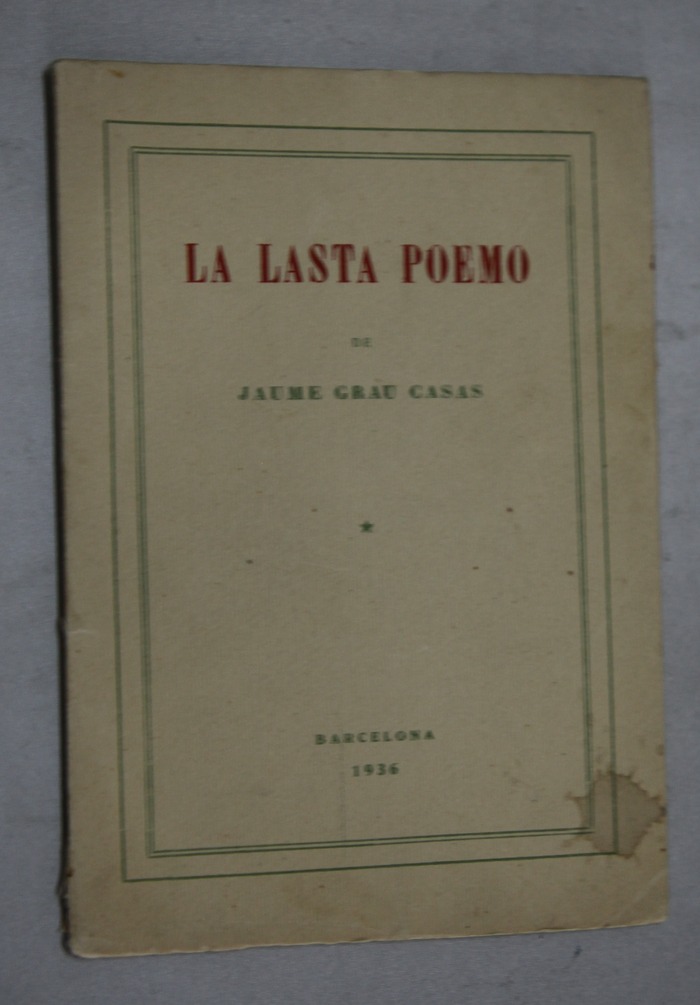 LA LASTA POEMO
DE
JAUME GRAU CASAS
BARCELONA
1936